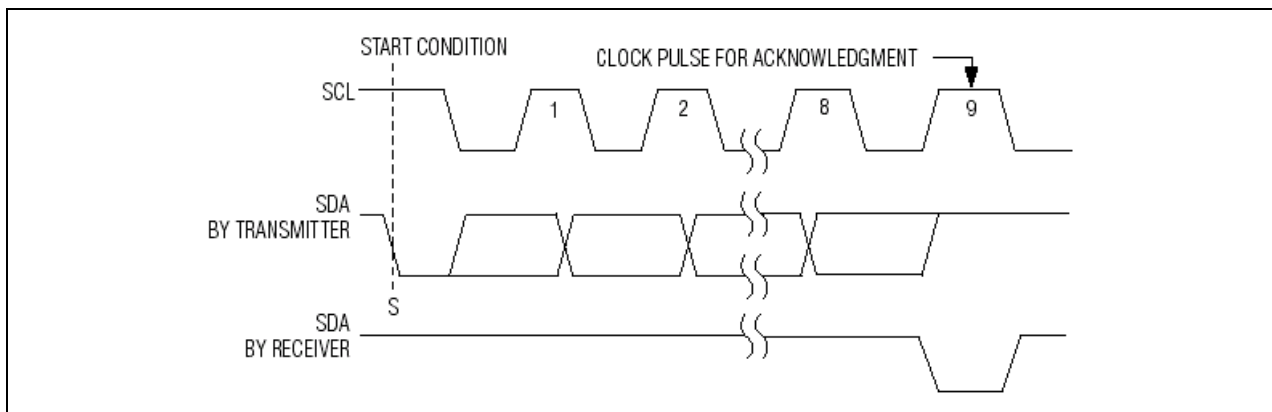 START CONDITION
CLOCK PULSE FOR ACKNOWLEDGMENT
SCL
1
2
8
9
SDA
BY TRANSMITTER
S
SDA
BY RECEIVER